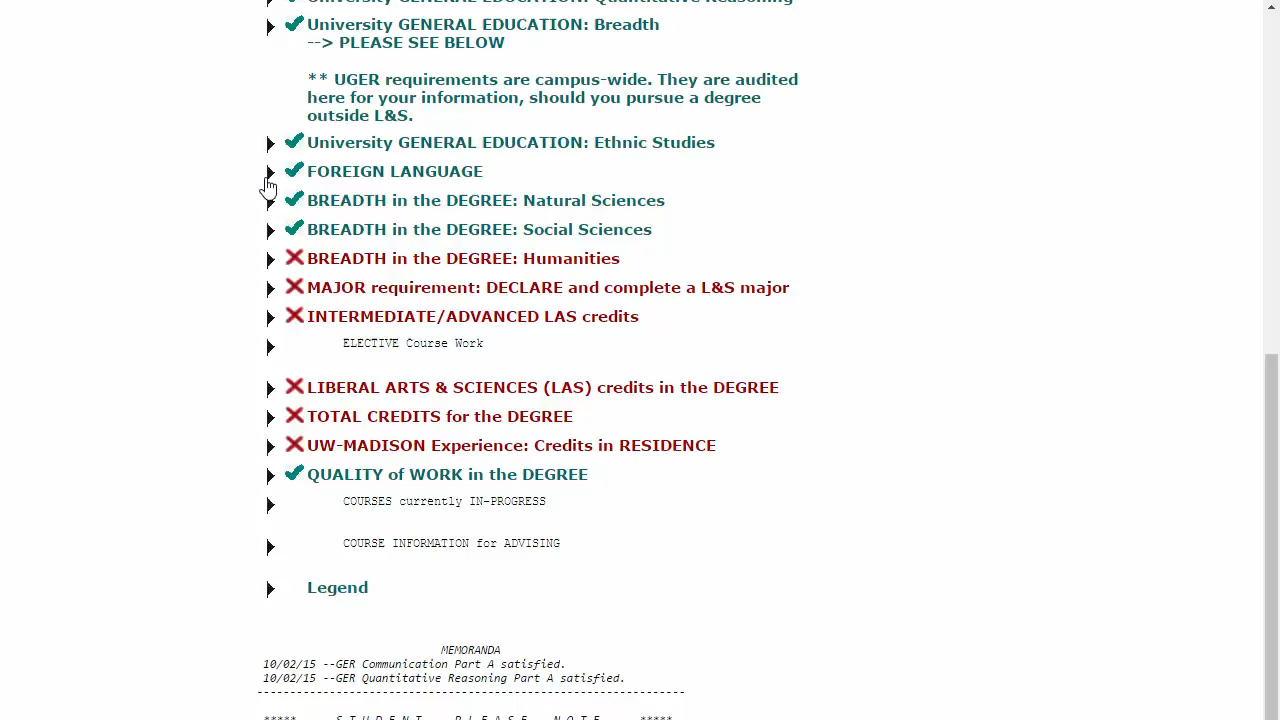 University GENERAL EDUCATION: Quantitative Reasoning
University GENERAL EDUCATION: Breadth
--> PLEASE SEE BELOW
** UGER requirements are campus-wide. They are audited
here for your information, should you pursue a degree
outside L&S.
University GENERAL EDUCATION: Ethnic Studies
FOREIGN LANGUAGE
BREADTH in the DEGREE: Natural Sciences
BREADTH in the DEGREE: Social Sciences
BREADTH in the DEGREE: Humanities
MAJOR requirement: DECLARE and complete a L&S major
INTERMEDIATE/ADVANCED LAS credits
ELECTIVE Course Work
LIBERAL ARTS & SCIENCES (LAS) credits in the DEGREE
TOTAL CREDITS for the DEGREE
UW-MADISON Experience: Credits in RESIDENCE
QUALITY of WORK in the DEGREE
COURSES currently IN-PROGRESS
COURSE INFORMATION for ADVISING
Legend
MEMORANDA
10/02/15 --GER Communication Part A satisfied.
10/02/15 --GER Quantitative Reasoning Part A satisfied.
-------------------------------------------------------------
***** S T U D E N T P L E A S E N O T E *****